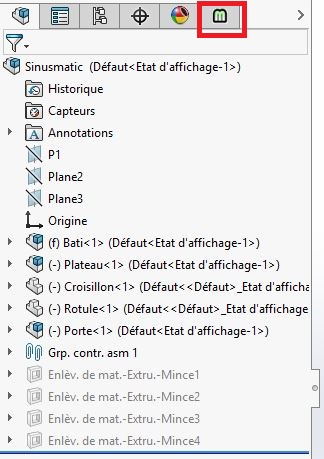 m
Sinusmatic (Défaut<Etat d'affichage-1>)
Historique
Capteurs
A Annotations
P1
Plane2
Plane3
Origine
(f) Bati<1> (Défaut<Etat d'affichage-1>)
(-) Plateau<1> (Défaut<Etat d'affichage-1>)
(-) Croisillon<1> (Défaut<<Défaut>_Etat d'afficha
(-) Rotule<1> (Défaut<<Défaut>_Etat d'affichage
(-) Porte<1> (Défaut<Etat d'affichage-1>)
Grp. contr. asm 1
Enlèv. de mat.-Extru.-Mince1
Enlèv. de mat.-Extru.-Mince2
Enlèv. de mat.-Extru.-Mince3
Enlèv. de mat.-Extru.-Mince4